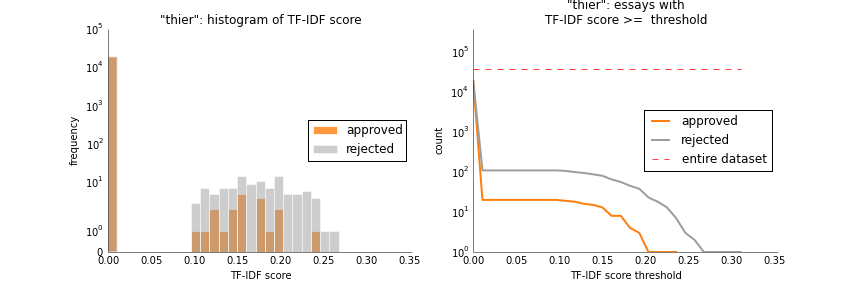 "thier": histogram of TF-IDF score
10^5
10^4
10^3
10^2
10^1
10^0
0
frequency
approved
rejected
0.00 0.05 0.10 0.15 0.20 0.25 0.30 0.35
TF-IDF score
"thier": essays with
TF-IDF score >= threshold
10^5
10^4
10^3
10^2
10^1
10^0
count
approved
rejected
entire dataset
0.00 0.05 0.10 0.15 0.20 0.25 0.30 0.35
TF-IDF score threshold